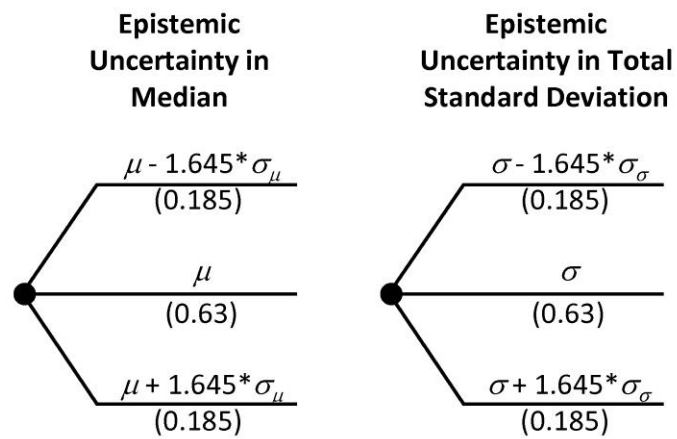 Epistemic
Uncertainty in
Median
μ - 1.645*σμ
(0.185)
μ
(0.63)
μ + 1.645*σμ
(0.185)
Epistemic
Uncertainty in Total
Standard Deviation
σ - 1.645*σσ
(0.185)
σ
(0.63)
σ + 1.645*σσ
(0.185)